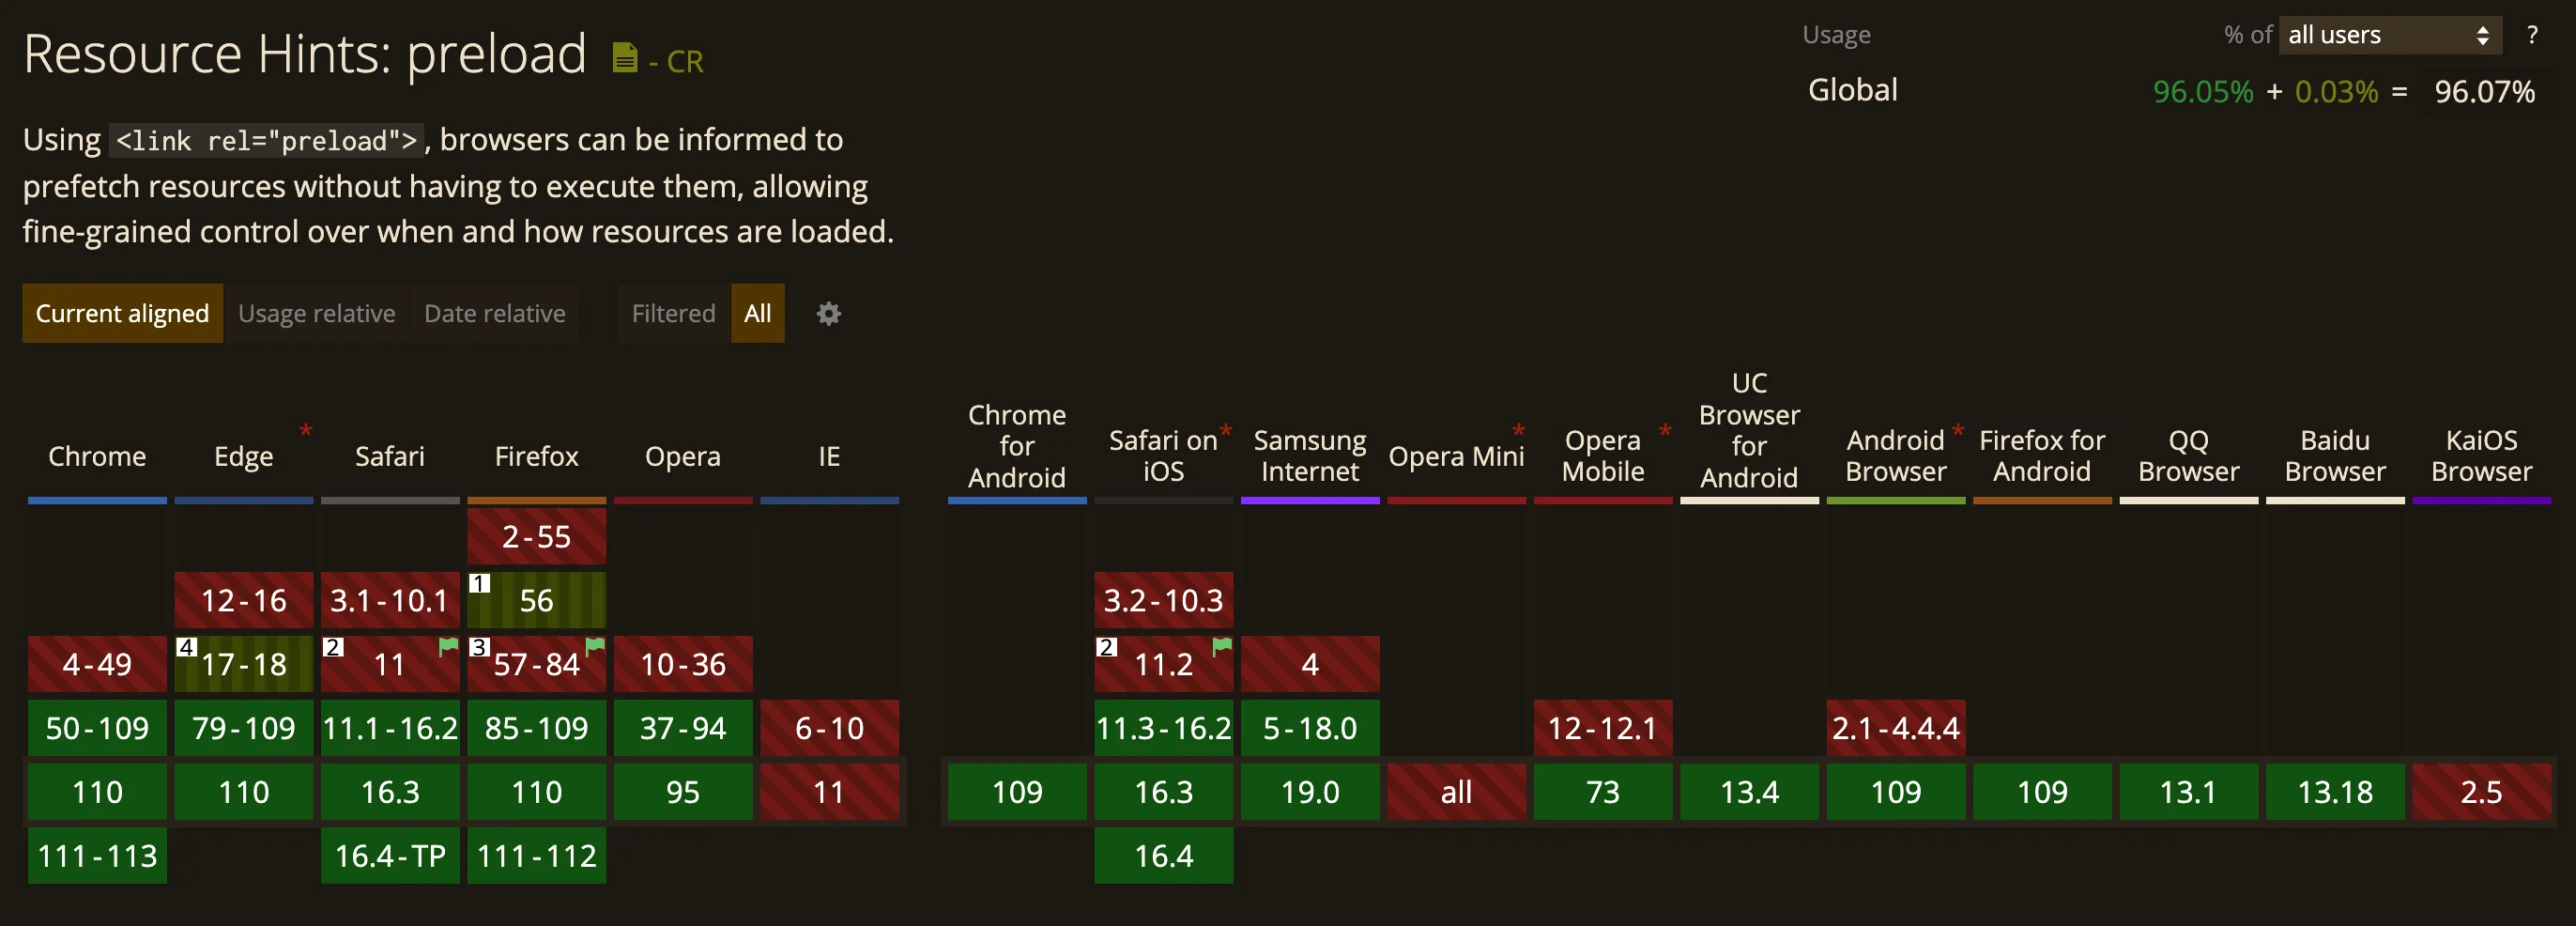 Resource Hints: preload - CR
Usage % of all users ?
Global 96.05% + 0.03% = 96.07%
Using <link rel="preload">, browsers can be informed to
prefetch resources without having to execute them, allowing
fine-grained control over when and how resources are loaded.
Current aligned Usage relative Date relative Filtered All
Chrome
Edge *
Safari
Firefox
Opera
IE
Chrome
for
Android
Safari on *
iOS
Samsung
Internet
Opera Mini *
Opera *
Mobile
UC
Browser
for
Android
Android *
Browser
Firefox for
Android
QQ
Browser
Baidu
Browser
KaiOS
Browser
2-55
12-16 3.1-10.1 1 56 3.2-10.3
4-49 4 17-18 2 11 3 57-84 10-36 2 11.2 4
50-109 79-109 11.1-16.2 85-109 37-94 6-10 11.3-16.2 5-18.0 12-12.1 2.1-4.4.4
110 110 16.3 110 95 11 109 16.3 19.0 all 73 13.4 109 109 13.1 13.18 2.5
111-113 16.4-TP 111-112 16.4